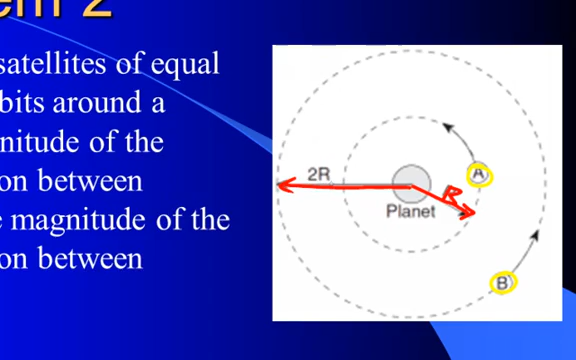 em 2
satellites of equal
bits around a
nitude of the
on between
e magnitude of the
on between
2R
A
R
Planet
B